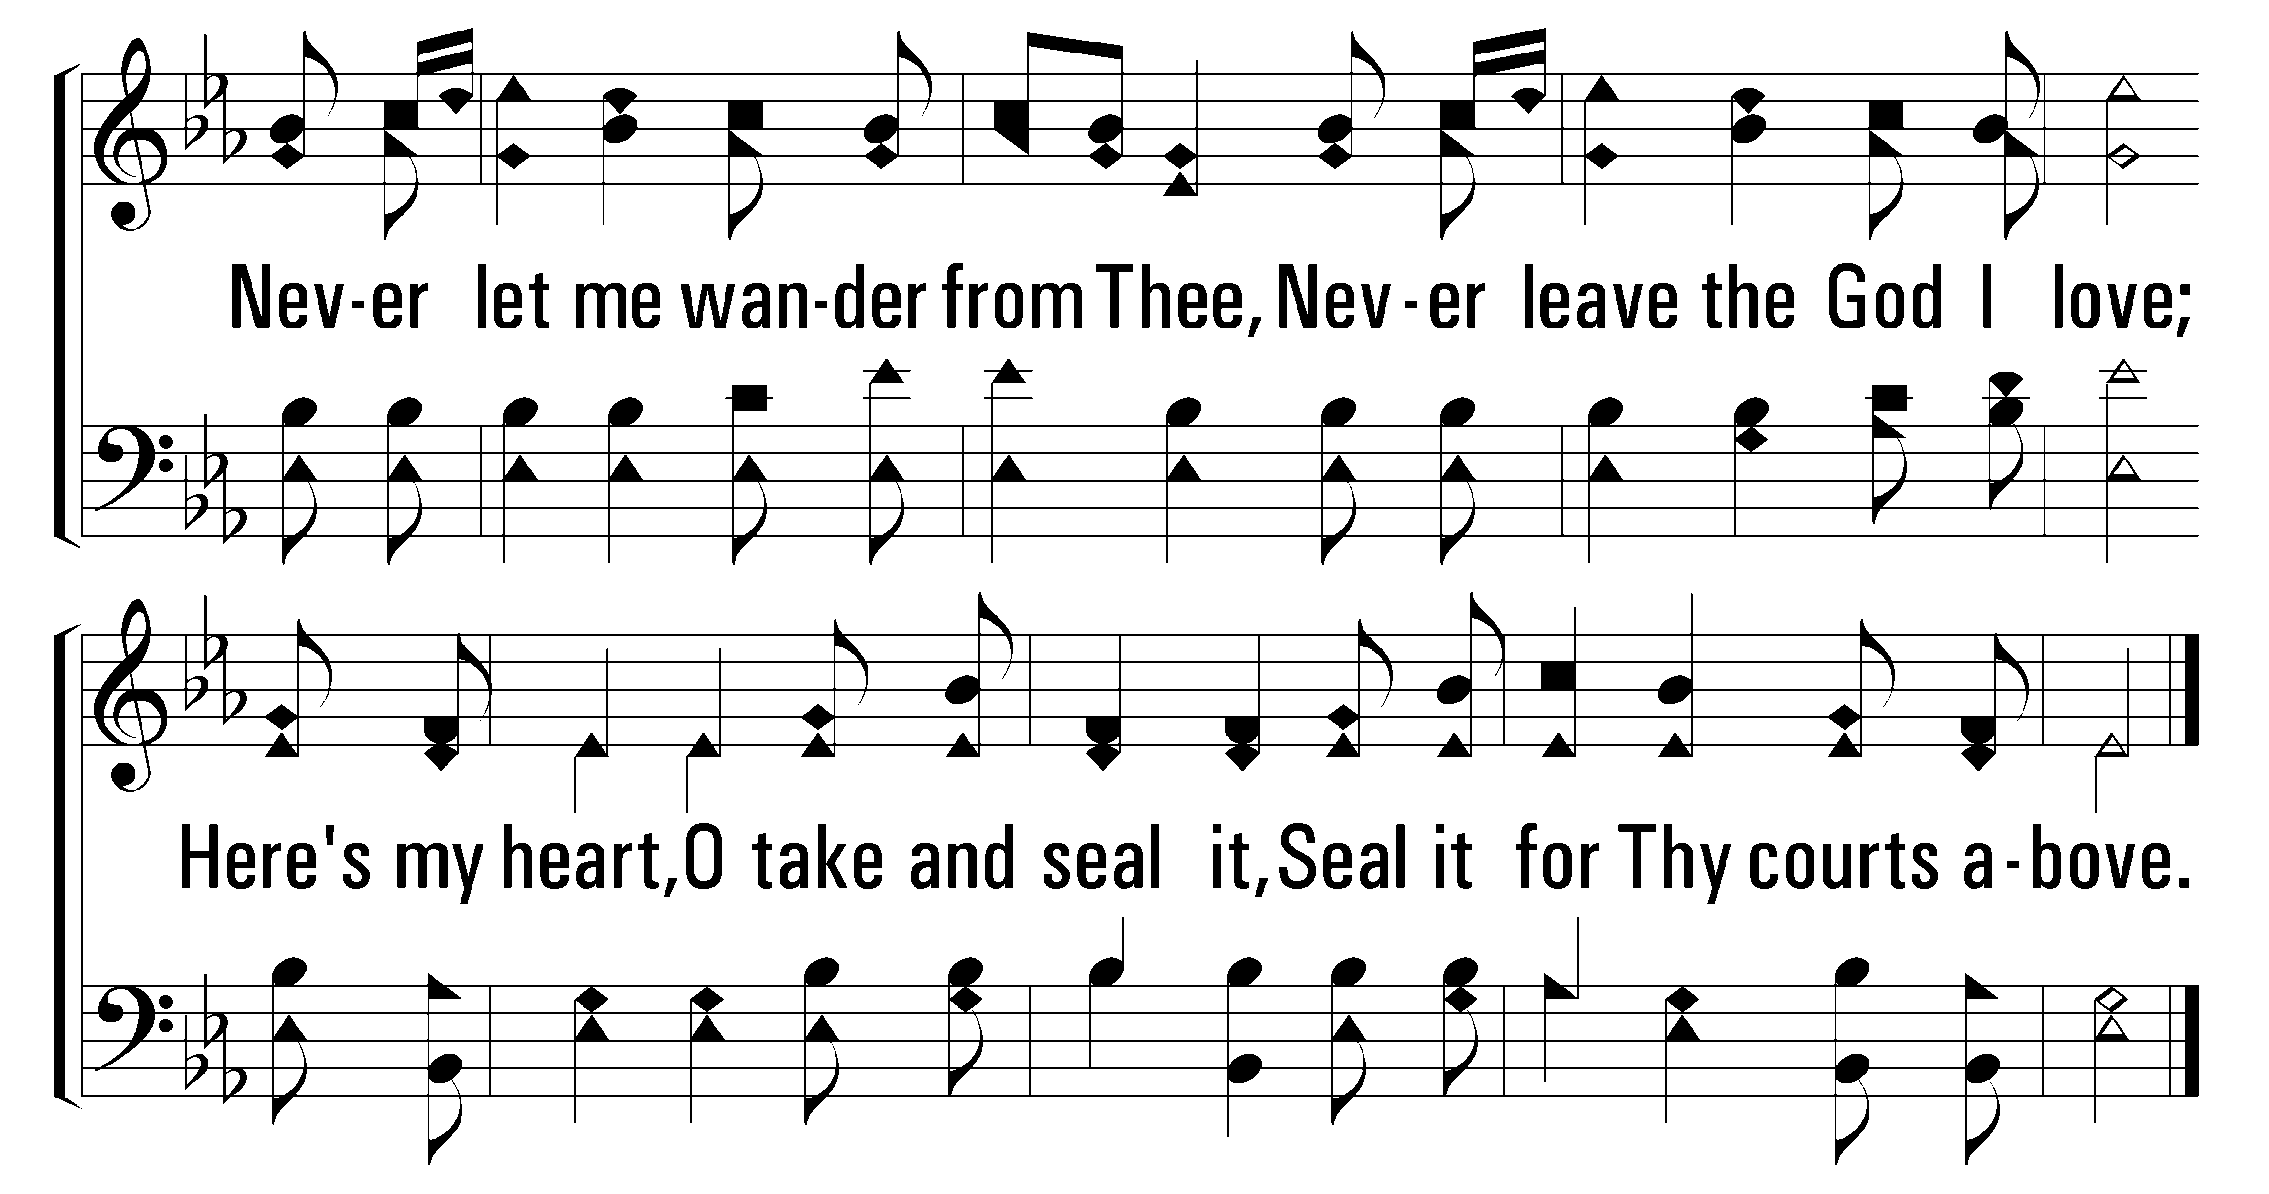 Nev-er let me wan-der from Thee, Nev-er leave the God I love;
Here's my heart, O take and seal it, Seal it for Thy courts a-bove.